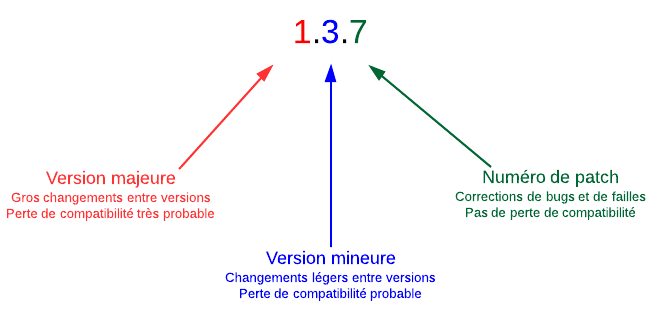 1.3.7
Version majeure
Gros changements entre versions
Perte de compatibilité très probable
Numéro de patch
Corrections de bugs et de failles
Pas de perte de compatibilité
Version mineure
Changements légers entre versions
Perte de compatibilité probable